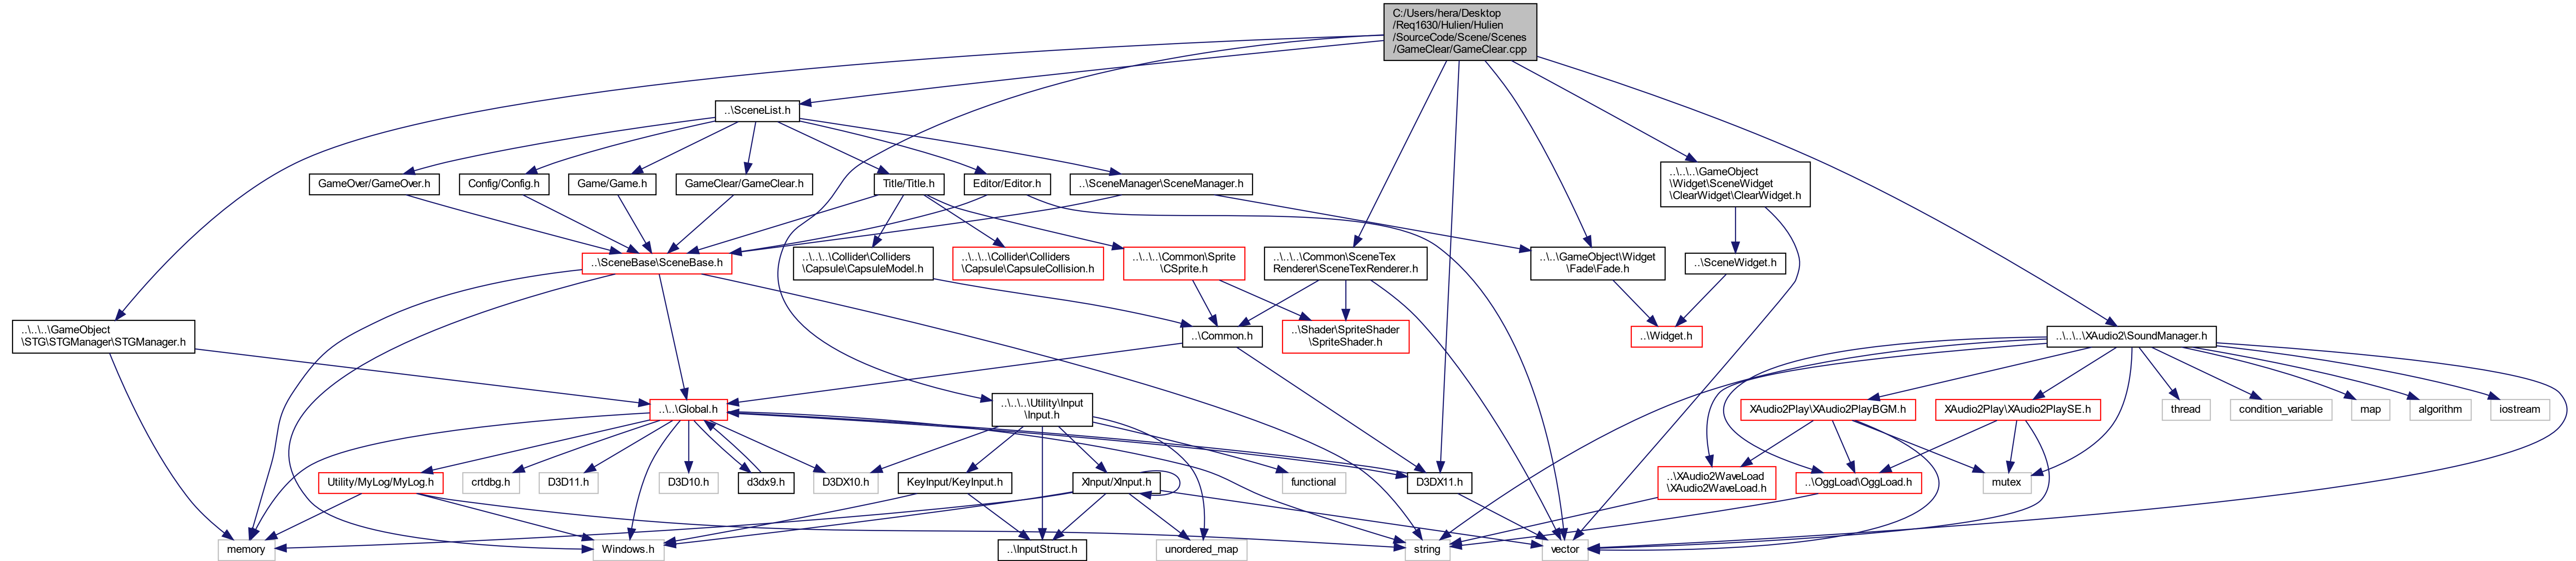 C:/Users/hera/Desktop
/Req1630/Hulien/Hulien
/SourceCode/Scene/Scenes
/GameClear/GameClear.cpp
..\SceneList.h
GameOver/GameOver.h
Config/Config.h
Game/Game.h
GameClear/GameClear.h
Title/Title.h
Editor/Editor.h
..\SceneManager\SceneManager.h
..\..\..\GameObject
\Widget\SceneWidget
\ClearWidget\ClearWidget.h
..\SceneBase\SceneBase.h
..\..\..\Collider\Colliders
\Capsule\CapsuleModel.h
..\..\..\Collider\Colliders
\Capsule\CapsuleCollision.h
..\..\..\Common\Sprite
\CSprite.h
..\..\..\Common\SceneTex
Renderer\SceneTexRenderer.h
..\..\GameObject\Widget
\Fade\Fade.h
..\SceneWidget.h
..\..\..\GameObject
\STG\STGManager\STGManager.h
..\Common.h
..\Shader\SpriteShader
\SpriteShader.h
..\Widget.h
..\..\..\XAudio2\SoundManager.h
..\..\Global.h
..\..\..\Utility\Input
\Input.h
XAudio2Play\XAudio2PlayBGM.h
XAudio2Play\XAudio2PlaySE.h
thread
condition_variable
map
algorithm
iostream
Utility/MyLog/MyLog.h
crtdbg.h
D3D11.h
D3D10.h
d3dx9.h
D3DX10.h
KeyInput/KeyInput.h
XInput/XInput.h
functional
D3DX11.h
..\XAudio2WaveLoad
\XAudio2WaveLoad.h
..\OggLoad\OggLoad.h
mutex
memory
Windows.h
..\InputStruct.h
unordered_map
string
vector